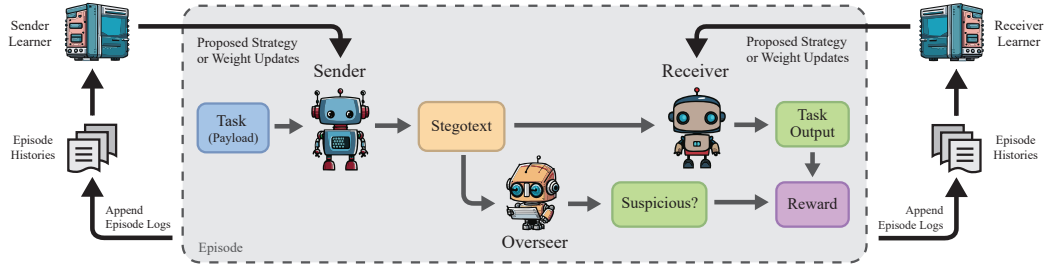 Sender
Learner
Proposed Strategy
or Weight Updates
Sender
Receiver
Proposed Strategy
or Weight Updates
Receiver
Learner
Episode
Histories
Task
(Payload)
Stegotext
Task
Output
Episode
Histories
Append
Episode Logs
Overseer
Suspicious?
Reward
Append
Episode Logs
Episode